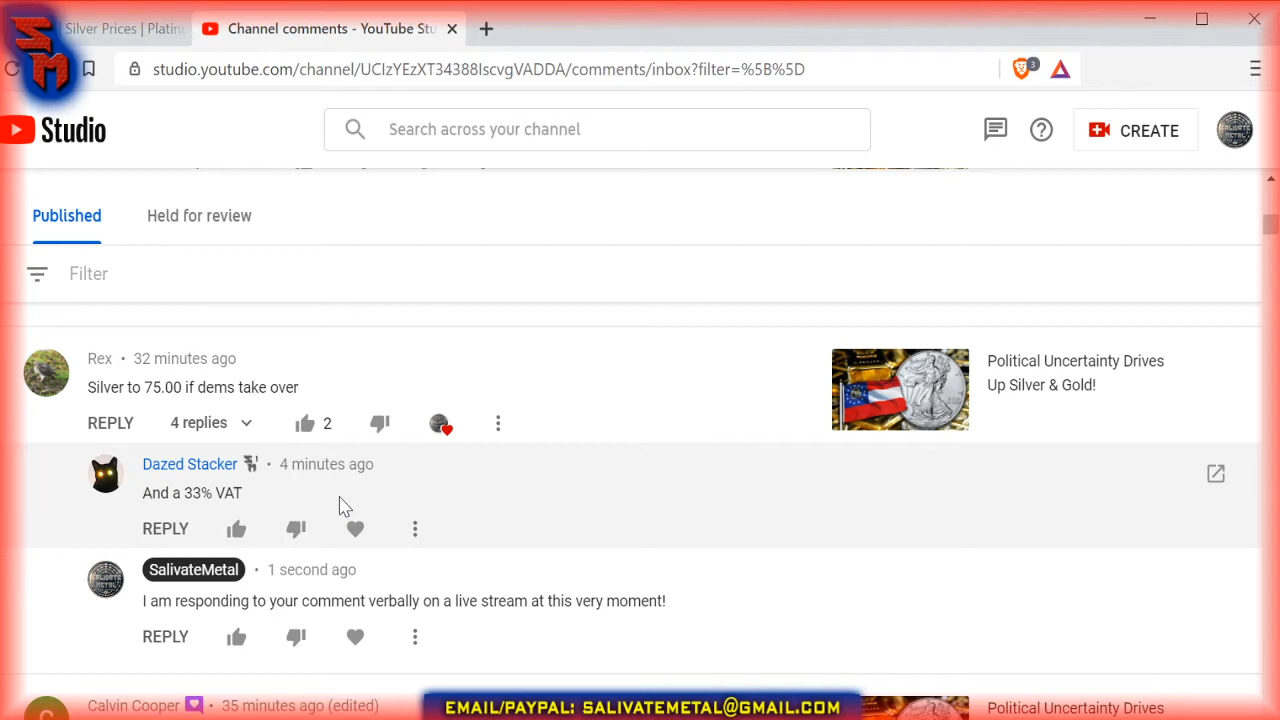 SM
Silver Prices | Platin
Channel comments - YouTube Stu
studio.youtube.com/channel/UCIzYEzXT34388IscvgVADDA/comments/inbox?filter=%5B%5D
3
Studio
Search across your channel
CREATE
Published
Held for review
Filter
Rex • 32 minutes ago
Silver to 75.00 if dems take over
REPLY 4 replies 2
Political Uncertainty Drives
Up Silver & Gold!
Dazed Stacker • 4 minutes ago
And a 33% VAT
REPLY
SalivateMetal • 1 second ago
I am responding to your comment verbally on a live stream at this very moment!
REPLY
C
Calvin Cooper • 35 minutes ago (edited)
Political Uncertainty Drives
EMAIL/PAYPAL: SALIVATEMETAL@GMAIL.COM